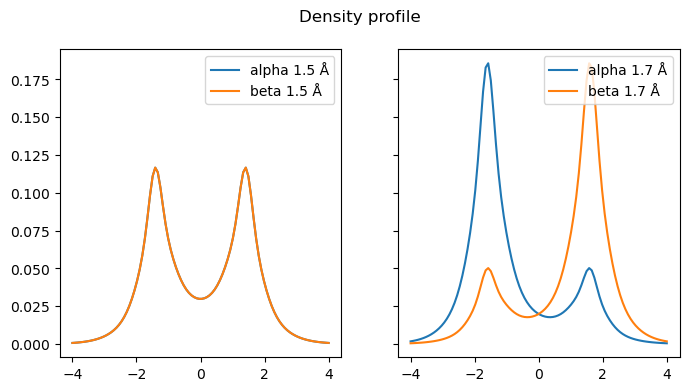 Density profile
alpha 1.5 Å
beta 1.5 Å
alpha 1.7 Å
beta 1.7 Å
0.175
0.150
0.125
0.100
0.075
0.050
0.025
0.000
−4 −2 0 2 4
−4 −2 0 2 4